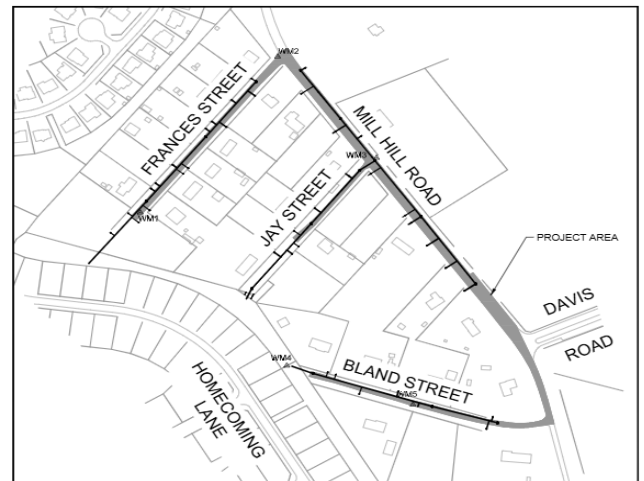 WM2
FRANCES STREET
MILL HILL ROAD
WM3
WM1
JAY STREET
PROJECT AREA
DAVIS
ROAD
WM4
BLAND STREET
WM5
HOMECOMING
LANE